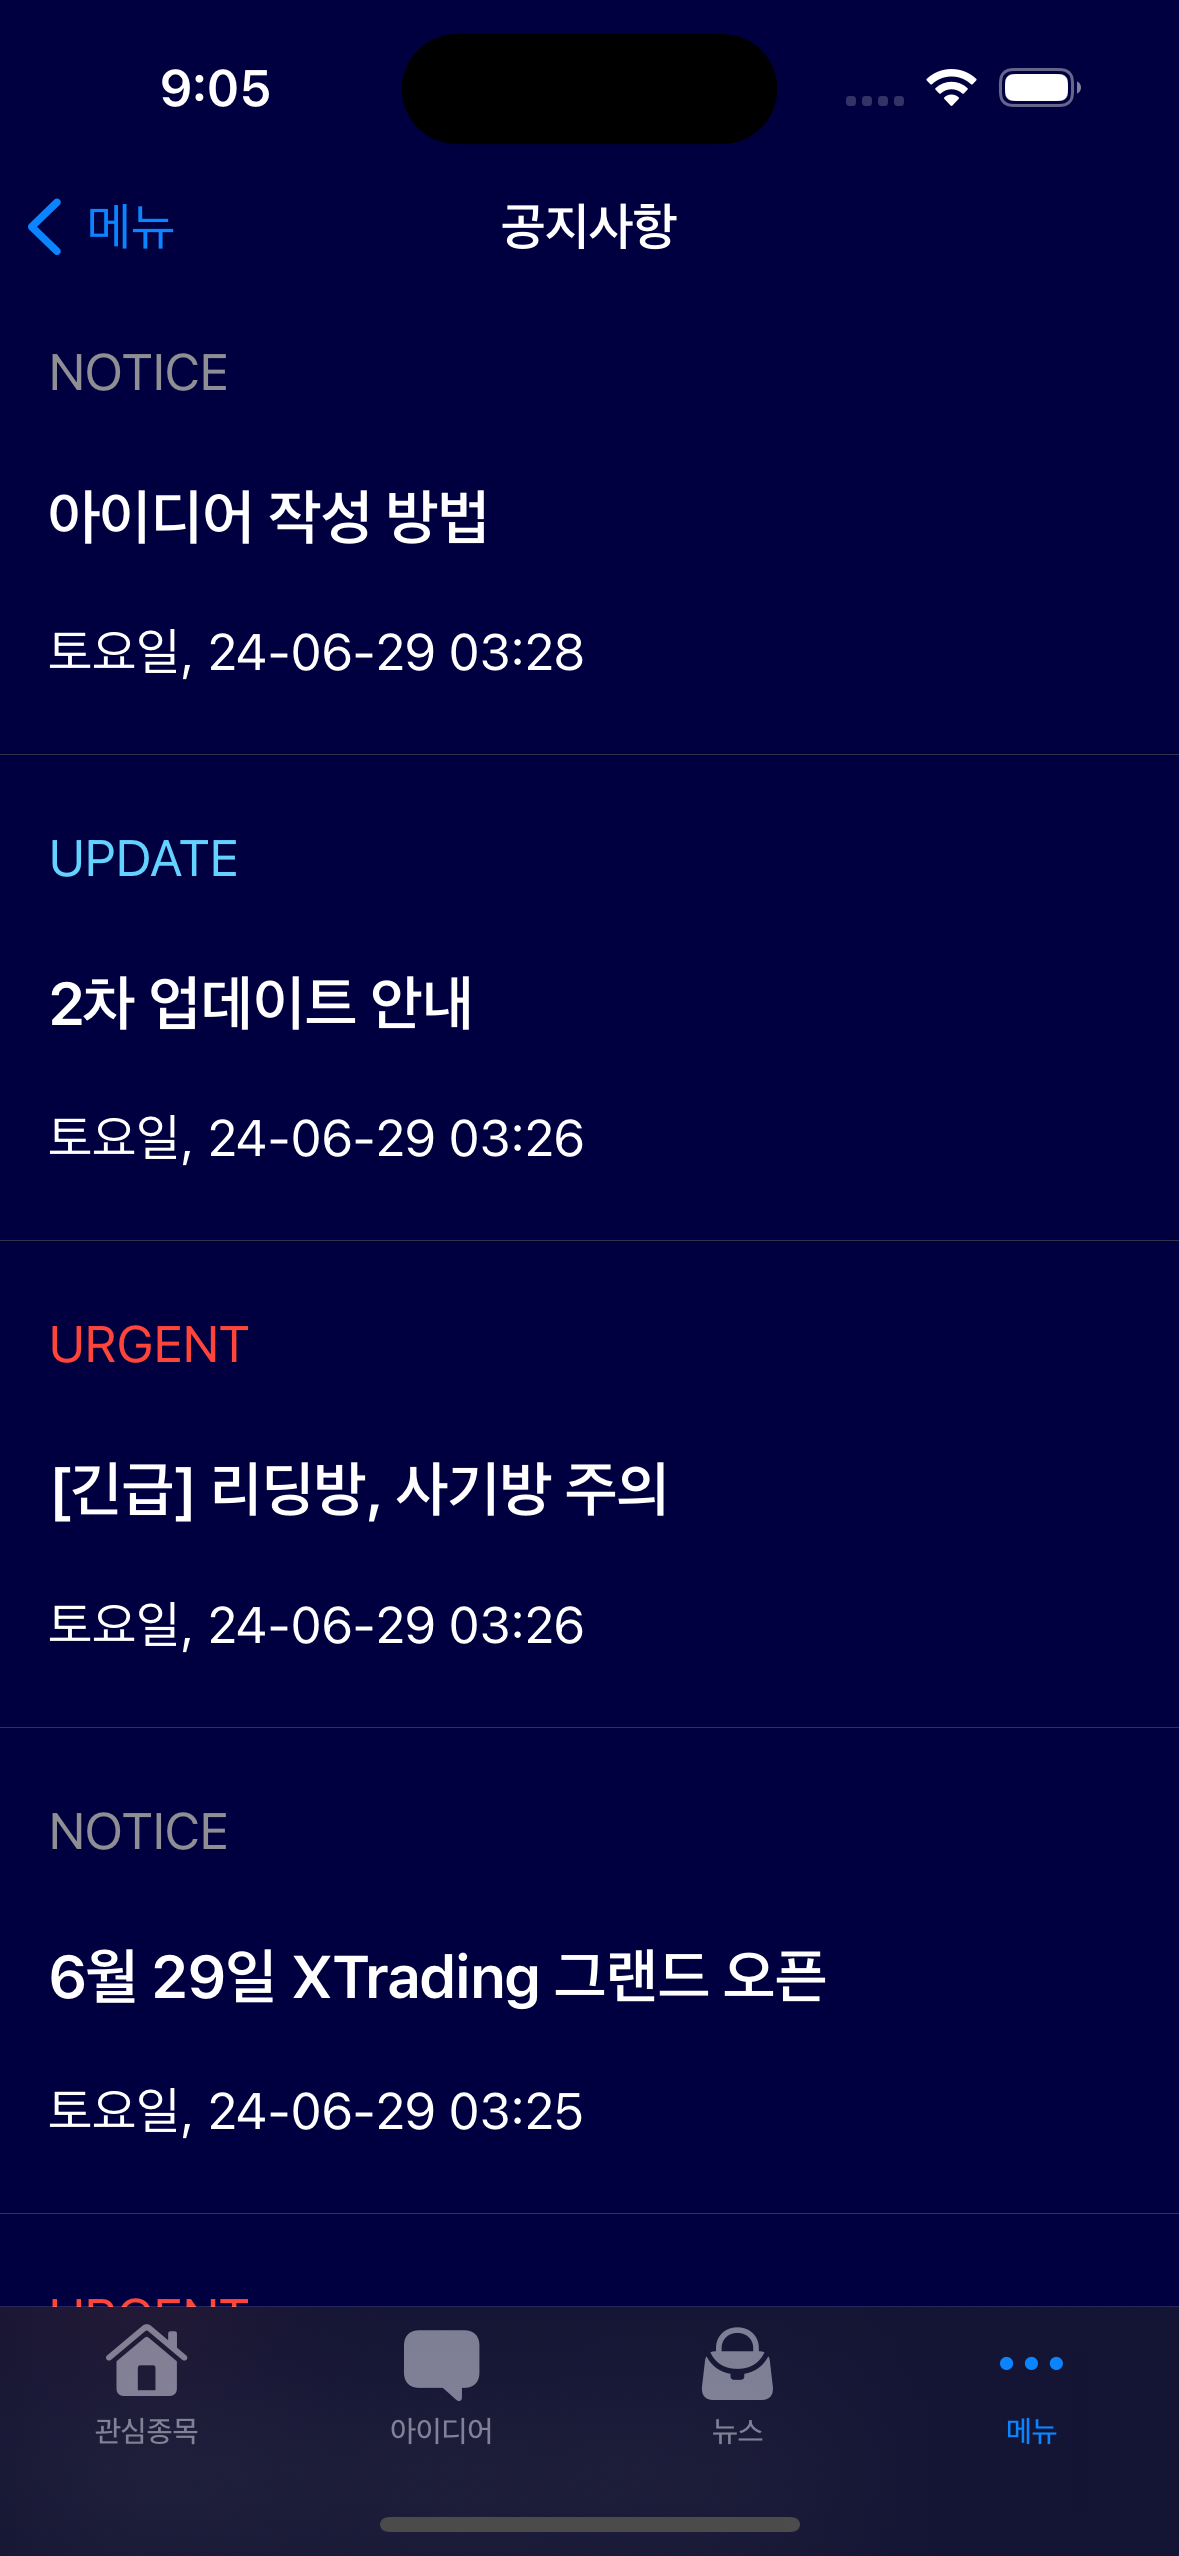 9:05
메뉴
공지사항
NOTICE
아이디어 작성 방법
토요일, 24-06-29 03:28
UPDATE
2차 업데이트 안내
토요일, 24-06-29 03:26
URGENT
[긴급] 리딩방, 사기방 주의
토요일, 24-06-29 03:26
NOTICE
6월 29일 XTrading 그랜드 오픈
토요일, 24-06-29 03:25
URGENT
관심종목
아이디어
뉴스
메뉴